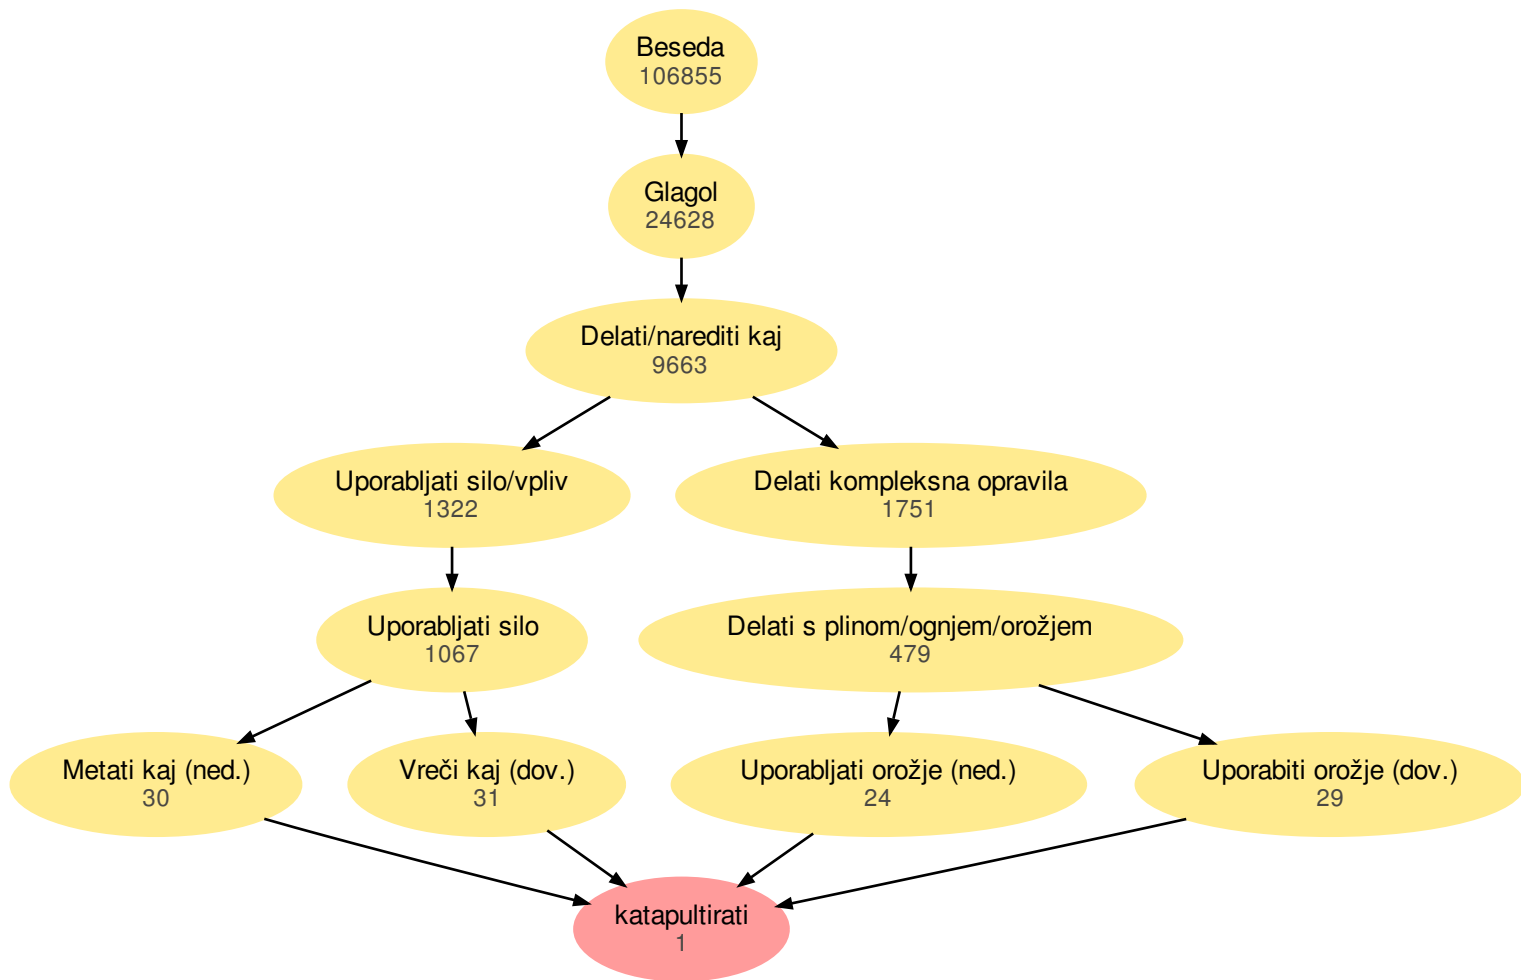 Beseda
106855
Glagol
24628
Delati/narediti kaj
9663
Uporabljati silo/vpliv
1322
Delati kompleksna opravila
1751
Uporabljati silo
1067
Delati s plinom/ognjem/orožjem
479
Metati kaj (ned.)
30
Vreči kaj (dov.)
31
Uporabljati orožje (ned.)
24
Uporabiti orožje (dov.)
29
katapultirati
1